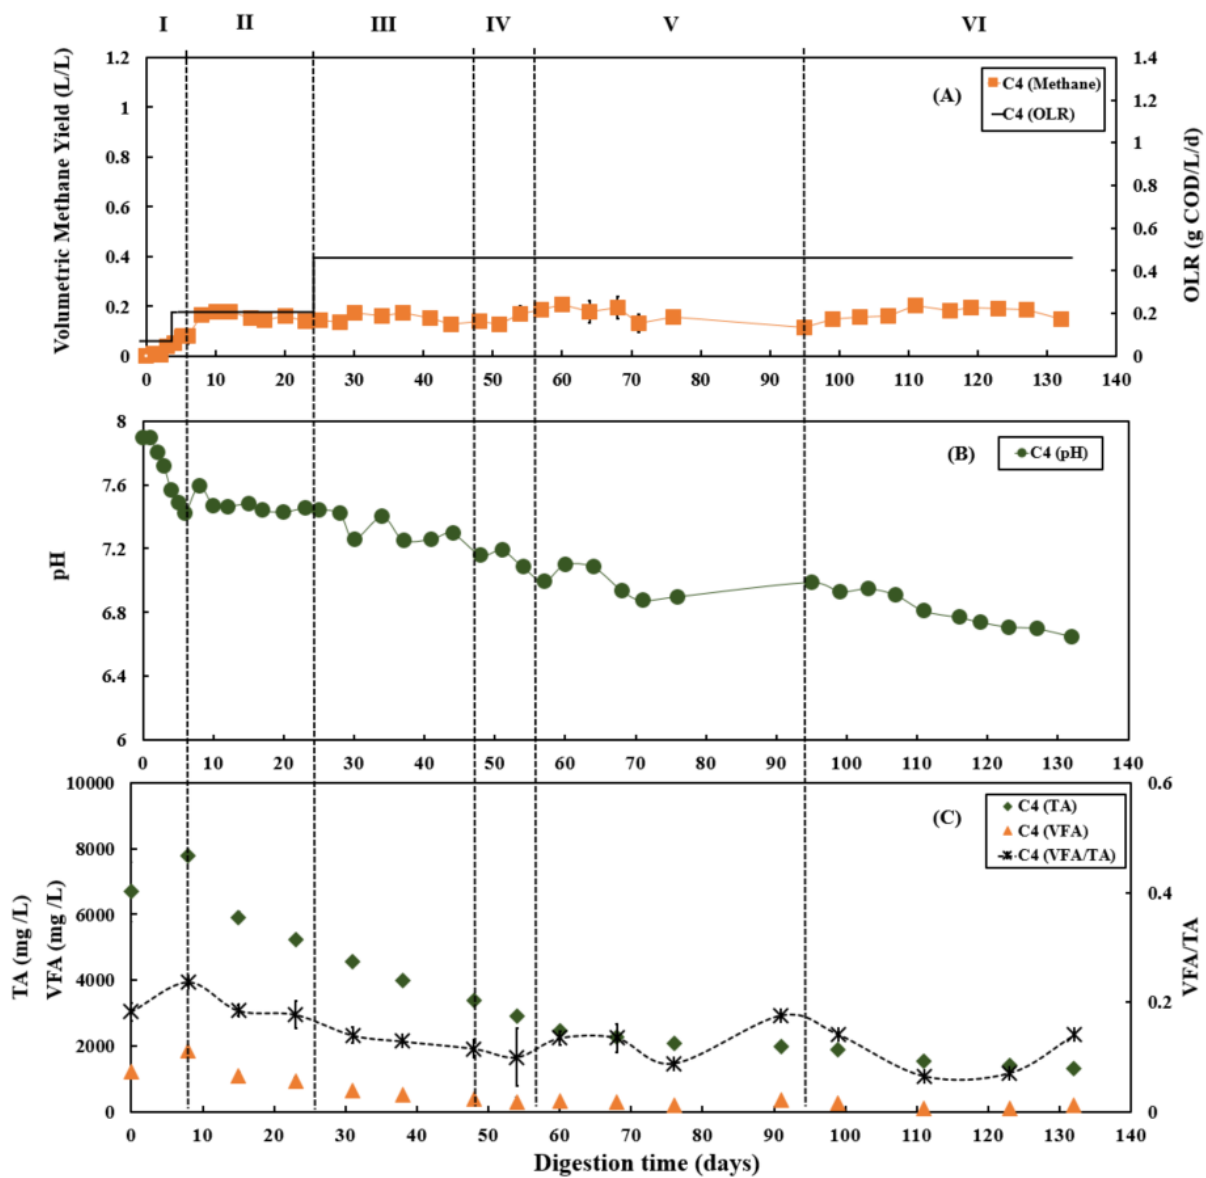 I II III IV V VI
Volumetric Methane Yield (L/L)
1.2
1
0.8
0.6
0.4
0.2
0
OLR (g COD/L/d)
1.4
1.2
1
0.8
0.6
0.4
0.2
0
(A)
C4 (Methane)
C4 (OLR)
0 10 20 30 40 50 60 70 80 90 100 110 120 130 140
pH
8
7.6
7.2
6.8
6.4
6
(B)
C4 (pH)
0 10 20 30 40 50 60 70 80 90 100 110 120 130 140
TA (mg /L)
VFA (mg /L)
10000
8000
6000
4000
2000
0
VFA/TA
0.6
0.4
0.2
0
(C)
C4 (TA)
C4 (VFA)
C4 (VFA/TA)
0 10 20 30 40 50 60 70 80 90 100 110 120 130 140
Digestion time (days)